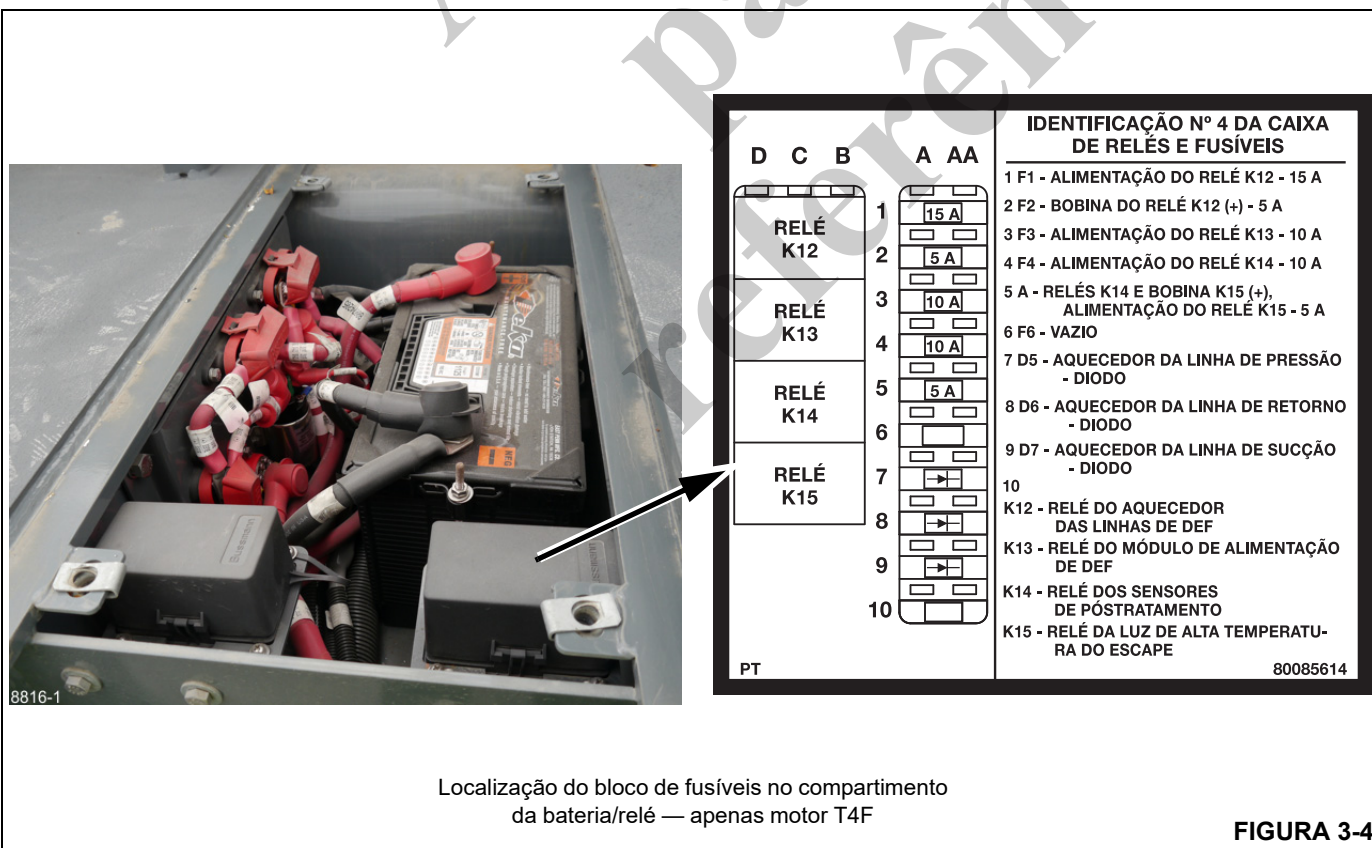 D C B A AA
RELÉ
K12
RELÉ
K13
RELÉ
K14
RELÉ
K15
1 15 A
2 5 A
3 10 A
4 10 A
5 5 A
6
7
8
9
10
PT
IDENTIFICAÇÃO Nº 4 DA CAIXA
DE RELÉS E FUSÍVEIS
1 F1 - ALIMENTAÇÃO DO RELÉ K12 - 15 A
2 F2 - BOBINA DO RELÉ K12 (+) - 5 A
3 F3 - ALIMENTAÇÃO DO RELÉ K13 - 10 A
4 F4 - ALIMENTAÇÃO DO RELÉ K14 - 10 A
5 A - RELÉS K14 E BOBINA K15 (+),
ALIMENTAÇÃO DO RELÉ K15 - 5 A
6 F6 - VAZIO
7 D5 - AQUECEDOR DA LINHA DE PRESSÃO
- DIODO
8 D6 - AQUECEDOR DA LINHA DE RETORNO
- DIODO
9 D7 - AQUECEDOR DA LINHA DE SUCÇÃO
- DIODO
10
K12 - RELÉ DO AQUECEDOR
DAS LINHAS DE DEF
K13 - RELÉ DO MÓDULO DE ALIMENTAÇÃO
DE DEF
K14 - RELÉ DOS SENSORES
DE PÓSTRATAMENTO
K15 - RELÉ DA LUZ DE ALTA TEMPERATU-
RA DO ESCAPE
80085614
8816-1
Localização do bloco de fusíveis no compartimento
da bateria/relé — apenas motor T4F
FIGURA 3-4